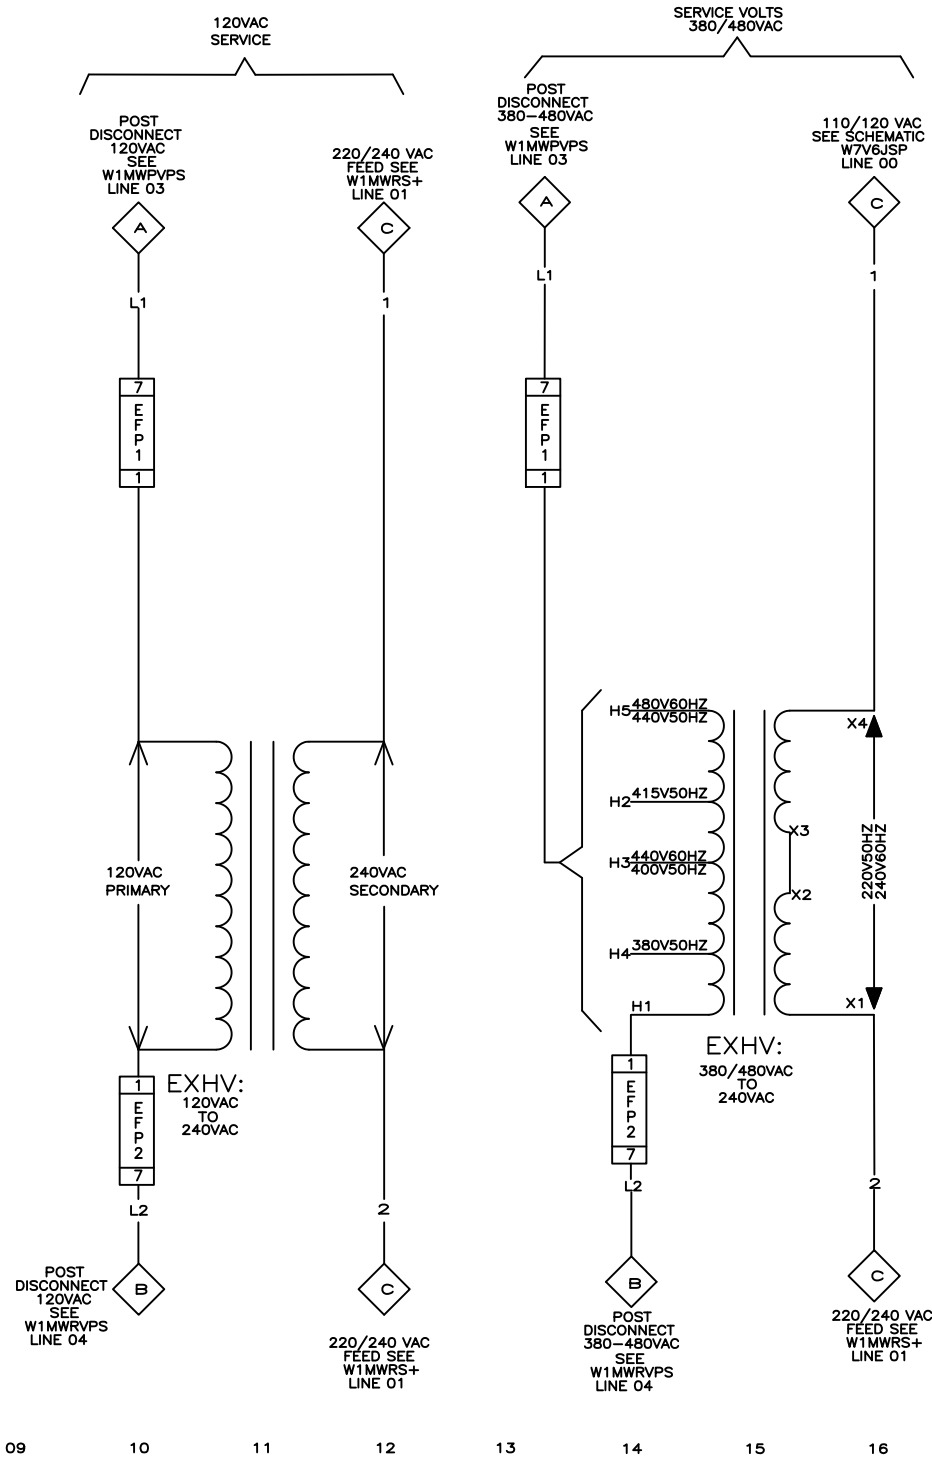 120VAC
SERVICE
POST
DISCONNECT
120VAC
SEE
W1MWPVPS
LINE 03
220/240 VAC
FEED SEE
W1MWRS+
LINE 01
A
C
L1
1
7
E
F
P
1
1
120VAC
PRIMARY
240VAC
SECONDARY
1
E
F
P
2
7
EXHV:
120VAC
TO
240VAC
L2
2
B
C
POST
DISCONNECT
120VAC
SEE
W1MWRVPS
LINE 04
220/240 VAC
FEED SEE
W1MWRS+
LINE 01
SERVICE VOLTS
380/480VAC
POST
DISCONNECT
380-480VAC
SEE
W1MWPVPS
LINE 03
110/120 VAC
SEE SCHEMATIC
W7V6JSP
LINE 00
A
C
L1
1
7
E
F
P
1
1
H5 480V60HZ
440V50HZ
H2 415V50HZ
H3 440V60HZ
400V50HZ
H4 380V50HZ
H1
X4
X3
X2
X1
220V50HZ
240V60HZ
EXHV:
380/480VAC
TO
240VAC
1
E
F
P
2
7
L2
2
B
C
POST
DISCONNECT
380-480VAC
SEE
W1MWRVPS
LINE 04
220/240 VAC
FEED SEE
W1MWRS+
LINE 01
09 10 11 12 13 14 15 16